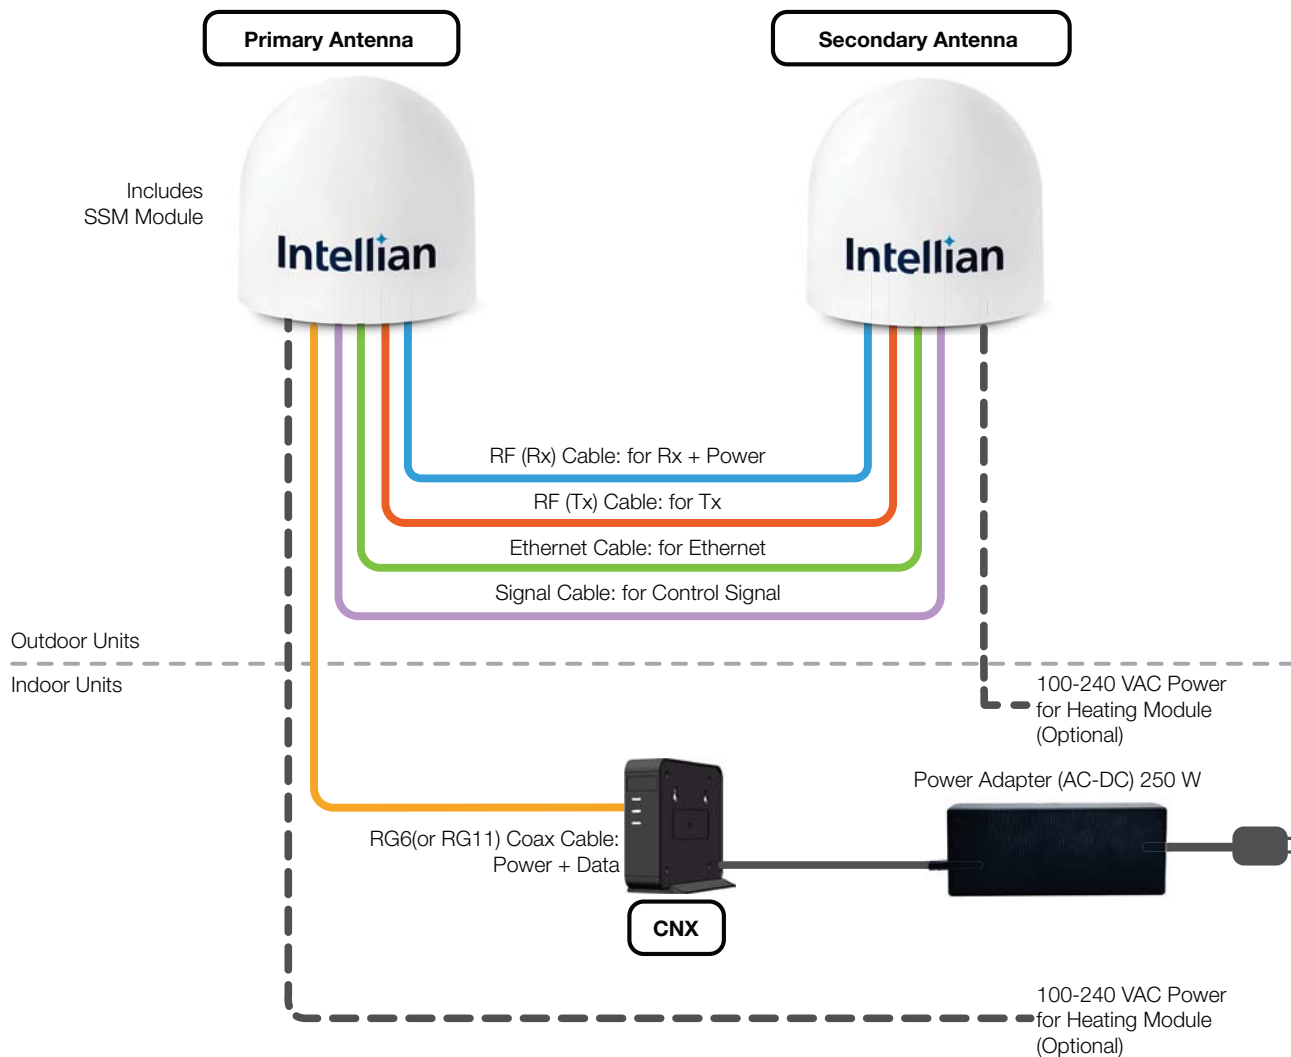 Primary Antenna
Secondary Antenna
Includes
SSM Module
Intellian
Intellian
RF (Rx) Cable: for Rx + Power
RF (Tx) Cable: for Tx
Ethernet Cable: for Ethernet
Signal Cable: for Control Signal
Outdoor Units
Indoor Units
100-240 VAC Power
for Heating Module
(Optional)
Power Adapter (AC-DC) 250 W
RG6(or RG11) Coax Cable:
Power + Data
CNX
100-240 VAC Power
for Heating Module
(Optional)